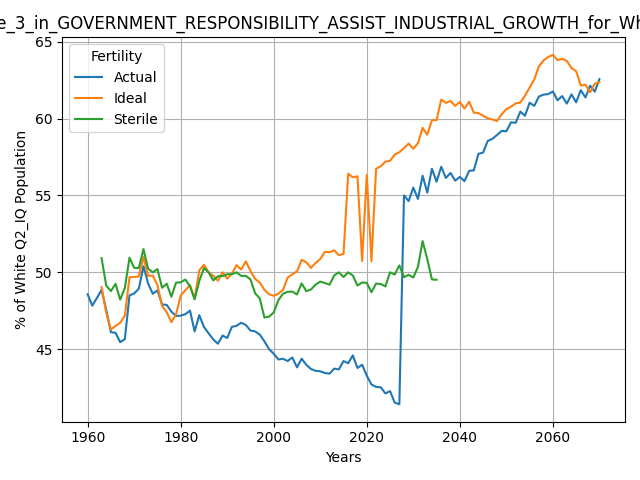 e_3_in_GOVERNMENT_RESPONSIBILITY_ASSIST_INDUSTRIAL_GROWTH_for_Wh
65
60
55
50
45
% of White Q2_IQ Population
Fertility
Actual
Ideal
Sterile
1960 1980 2000 2020 2040 2060
Years